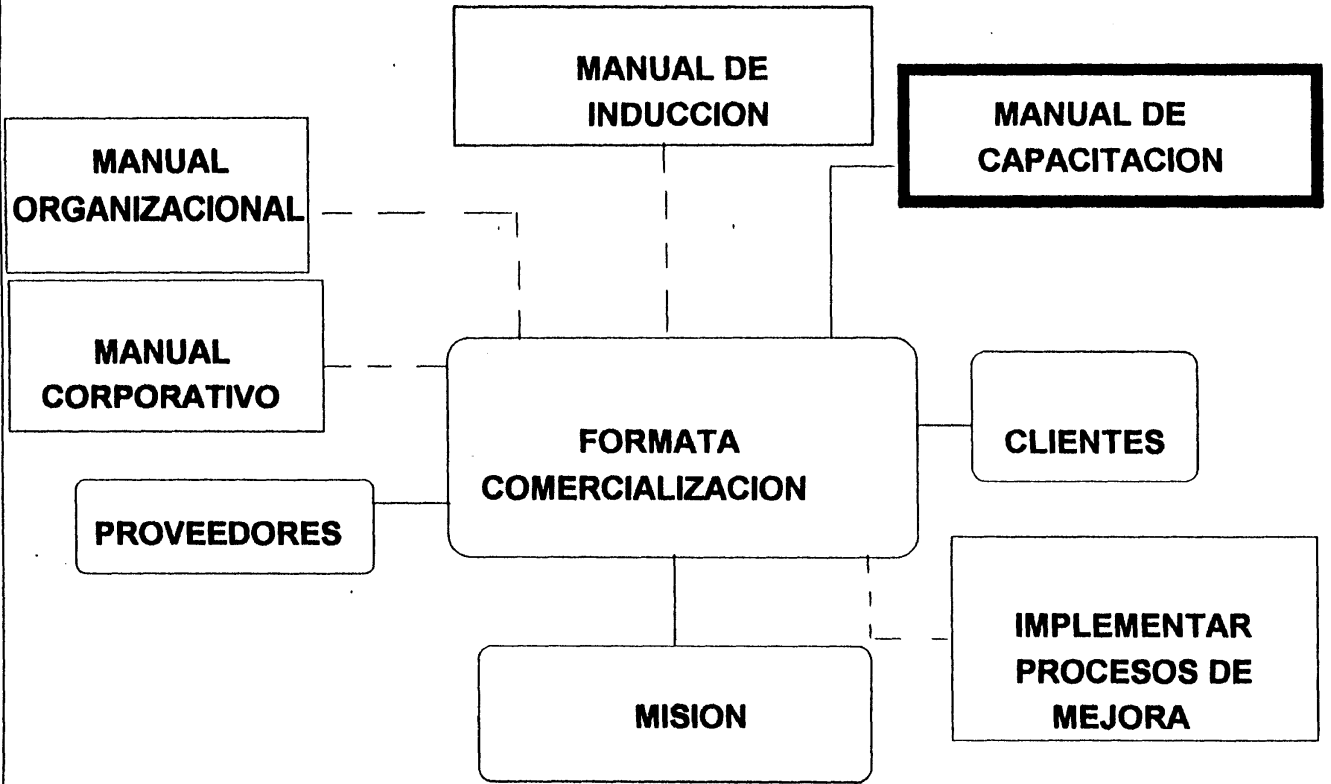 MANUAL DE
INDUCCION
MANUAL DE
CAPACITACION
MANUAL
ORGANIZACIONAL
MANUAL
CORPORATIVO
FORMATA
COMERCIALIZACION
CLIENTES
PROVEEDORES
IMPLEMENTAR
PROCESOS DE
MEJORA
MISION